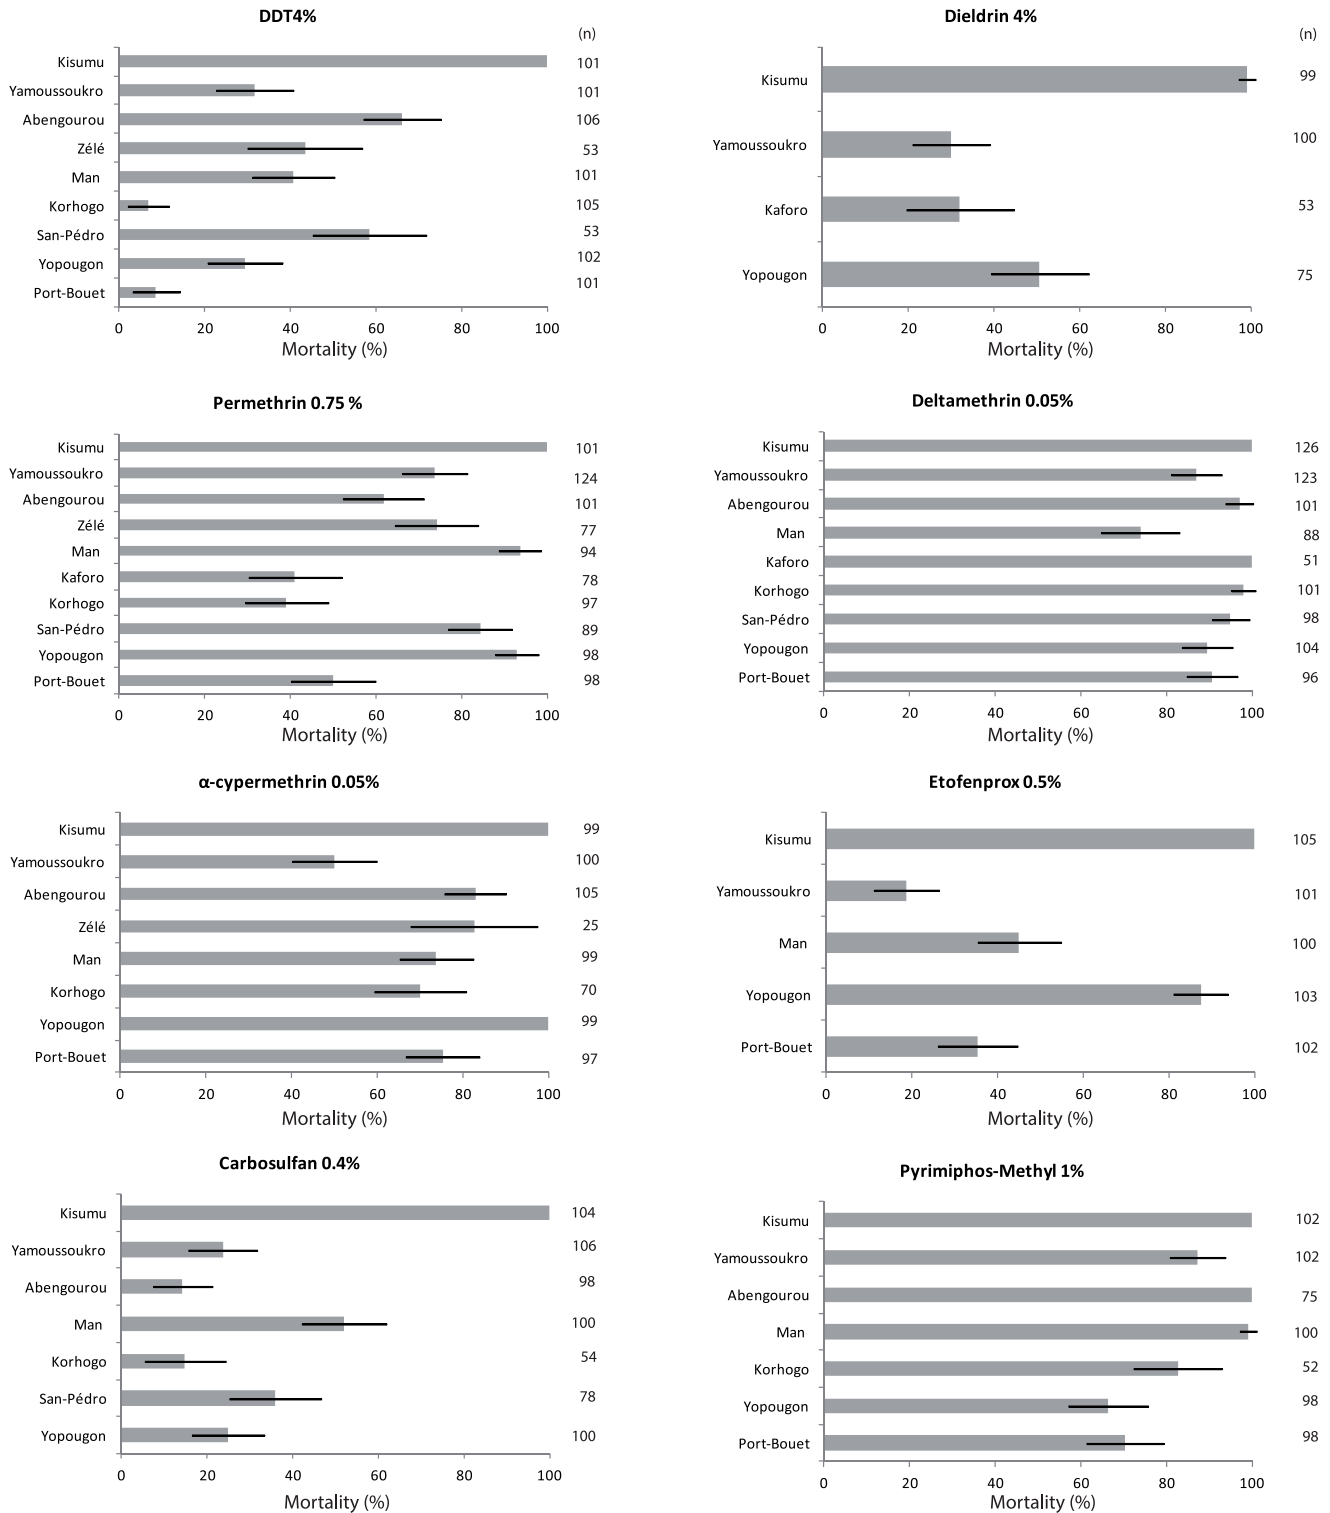 DDT4%
(n)
Kisumu 101
Yamoussoukro 101
Abengourou 106
Zélé 53
Man 101
Korhogo 105
San-Pédro 53
Yopougon 102
Port-Bouet 101
0 20 40 60 80 100
Mortality (%)
Dieldrin 4%
(n)
Kisumu 99
Yamoussoukro 100
Kaforo 53
Yopougon 75
0 20 40 60 80 100
Mortality (%)
Permethrin 0.75 %
Kisumu 101
Yamoussoukro 124
Abengourou 101
Zélé 77
Man 94
Kaforo 78
Korhogo 97
San-Pédro 89
Yopougon 98
Port-Bouet 98
0 20 40 60 80 100
Mortality (%)
Deltamethrin 0.05%
Kisumu 126
Yamoussoukro 123
Abengourou 101
Man 88
Kaforo 51
Korhogo 101
San-Pédro 98
Yopougon 104
Port-Bouet 96
0 20 40 60 80 100
Mortality (%)
α-cypermethrin 0.05%
Kisumu 99
Yamoussoukro 100
Abengourou 105
Zélé 25
Man 99
Korhogo 70
Yopougon 99
Port-Bouet 97
0 20 40 60 80 100
Mortality (%)
Etofenprox 0.5%
Kisumu 105
Yamoussoukro 101
Man 100
Yopougon 103
Port-Bouet 102
0 20 40 60 80 100
Mortality (%)
Carbosulfan 0.4%
Kisumu 104
Yamoussoukro 106
Abengourou 98
Man 100
Korhogo 54
San-Pédro 78
Yopougon 100
0 20 40 60 80 100
Mortality (%)
Pyrimiphos-Methyl 1%
Kisumu 102
Yamoussoukro 102
Abengourou 75
Man 100
Korhogo 52
Yopougon 98
Port-Bouet 98
0 20 40 60 80 100
Mortality (%)